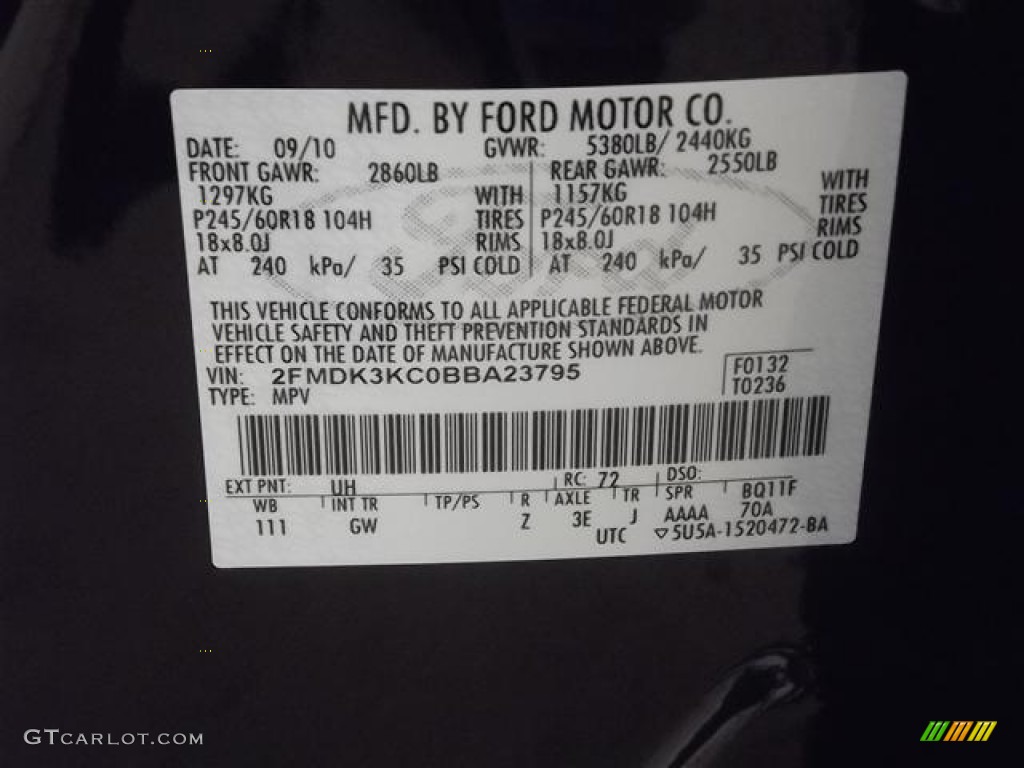 MFD. BY FORD MOTOR CO.
DATE: 09/10 GVWR: 5380LB/ 2440KG
FRONT GAWR: 2860LB REAR GAWR: 2550LB
1297KG WITH 1157KG WITH
P245/60R18 104H TIRES P245/60R18 104H TIRES
18x8.0J RIMS 18x8.0J RIMS
AT 240 kPa/ 35 PSI COLD AT 240 kPa/ 35 PSI COLD
Ford
THIS VEHICLE CONFORMS TO ALL APPLICABLE FEDERAL MOTOR
VEHICLE SAFETY AND THEFT PREVENTION STANDARDS IN
EFFECT ON THE DATE OF MANUFACTURE SHOWN ABOVE.
VIN: 2FMDK3KC0BBA23795 F0132
TYPE: MPV T0236
EXT PNT: UH RC: 72 DSO:
WB INT TR TP/PS R AXLE TR SPR BQ11F
111 GW Z 3E J AAAA 70A
UTC ▽5U5A-1520472-BA
GTCARLOT.COM